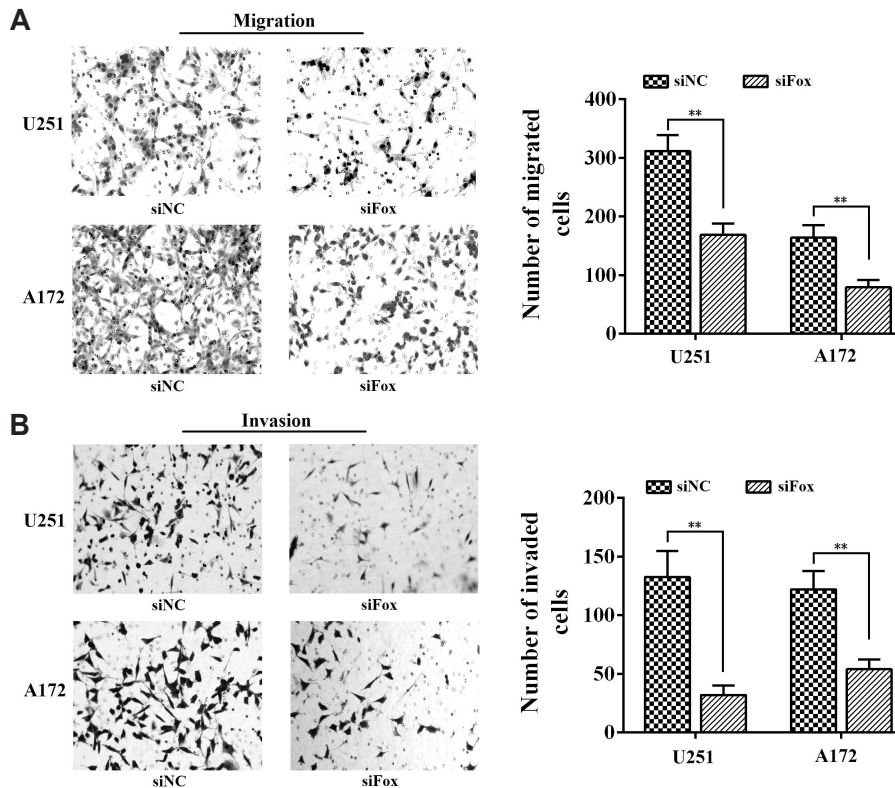 A
Migration
U251
siNC
siFox
A172
siNC
siFox
siNC
siFox
Number of migrated
cells
400
300
200
100
0
**
**
U251
A172
B
Invasion
U251
siNC
siFox
A172
siNC
siFox
siNC
siFox
Number of invaded
cells
200
150
100
50
0
**
**
U251
A172